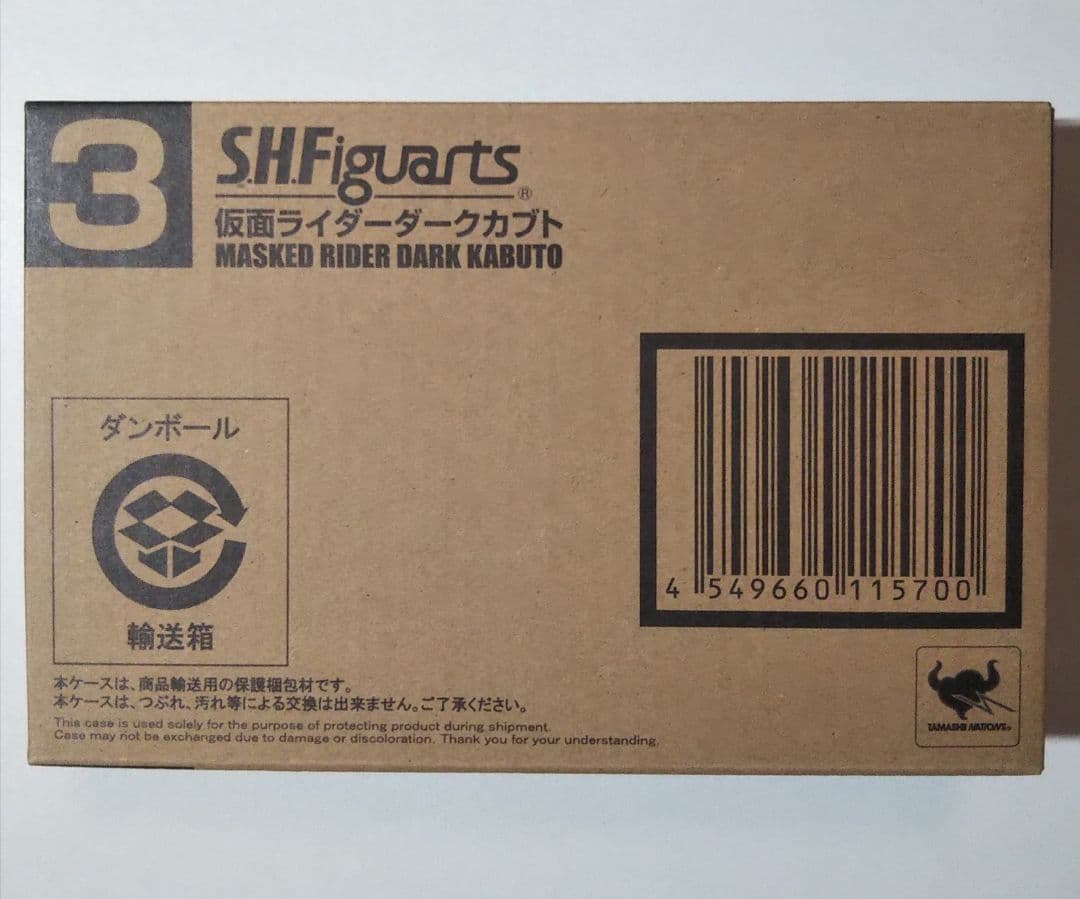 3
S.H.Figuarts®
仮面ライダーダークカブト
MASKED RIDER DARK KABUTO
ダンボール
輸送箱
4 549660 115700
本ケースは、商品輸送用の保護梱包材です。
本ケースは、つぶれ、汚れ等による交換は出来ません。ご了承ください。
This case is used solely for the purpose of protecting product during shipment.
Case may not be exchanged due to damage or discoloration. Thank you for your understanding.
TAMASHII NATIONS®